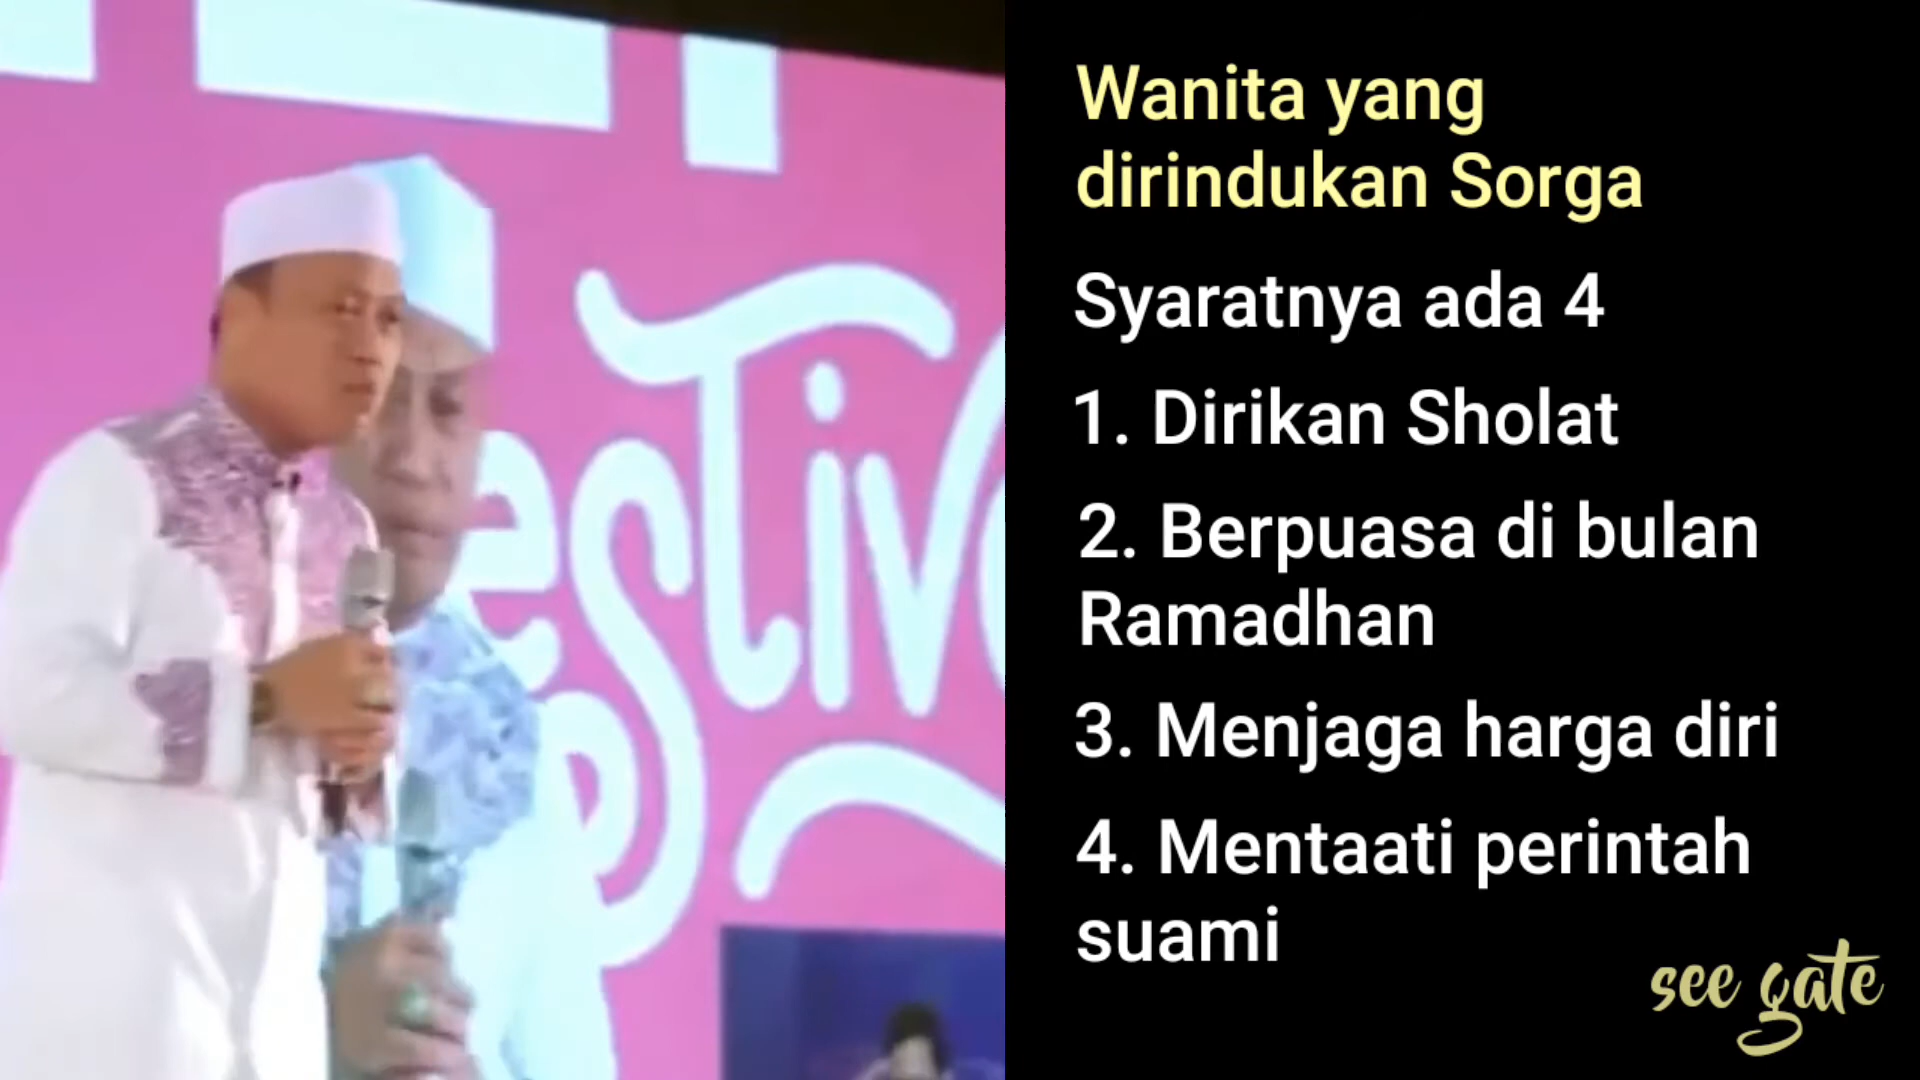 Festiv
Wanita yang
dirindukan Sorga
Syaratnya ada 4
1. Dirikan Sholat
2. Berpuasa di bulan
Ramadhan
3. Menjaga harga diri
4. Mentaati perintah
suami
see gate